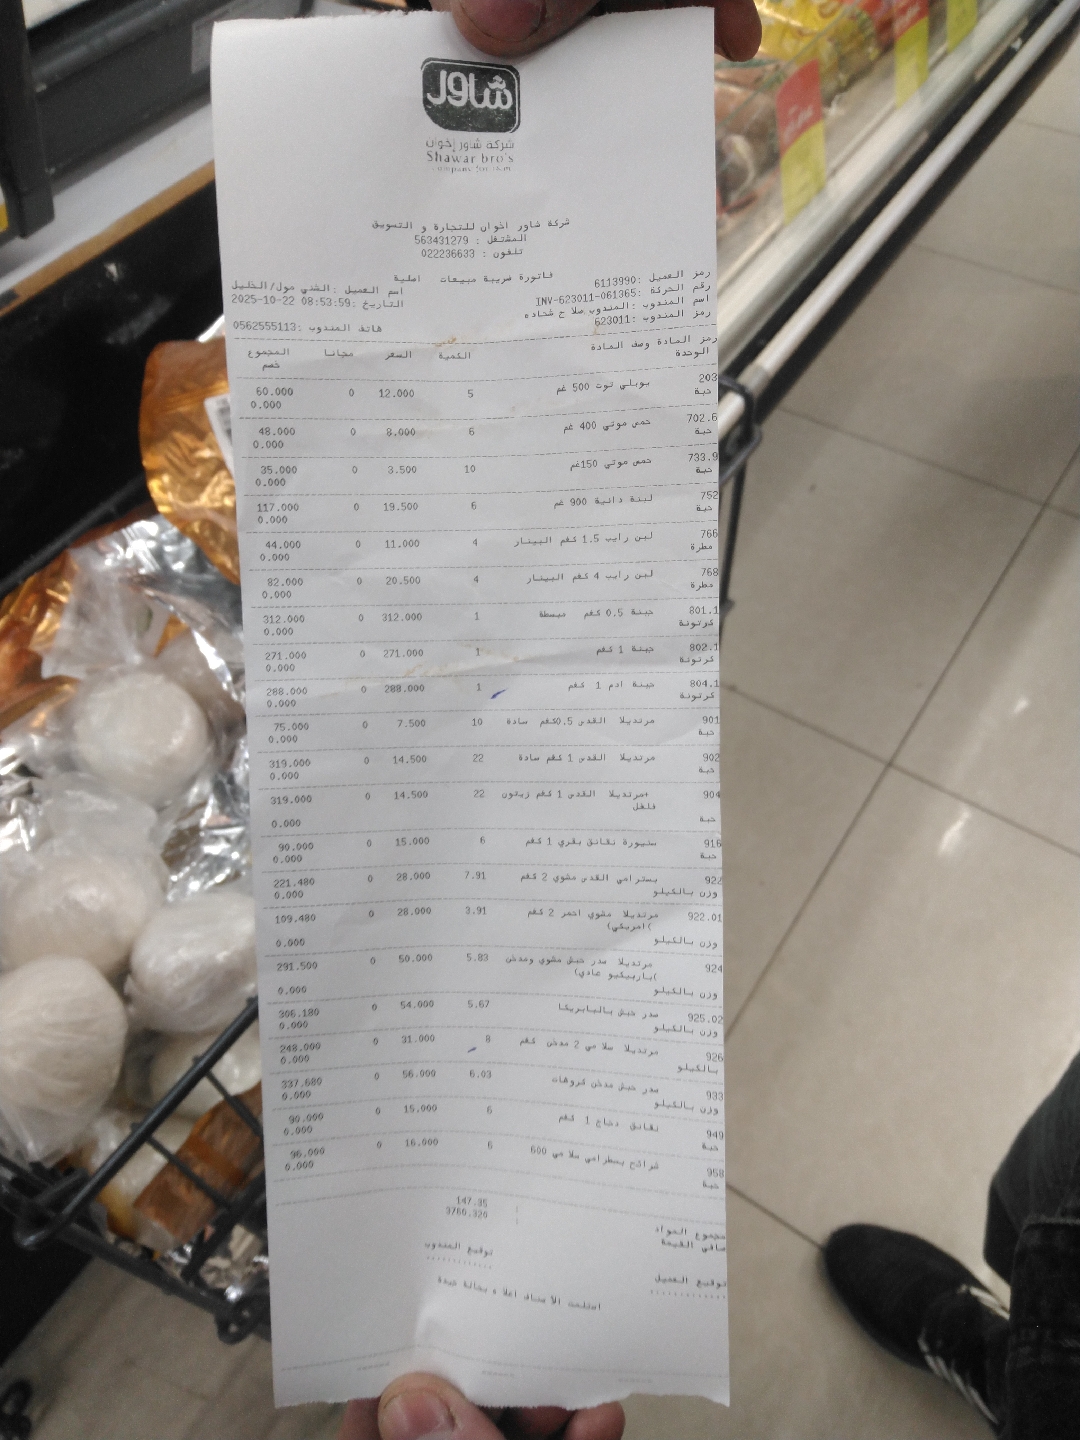 شاور
شركة شاور إخوان
Shawar bro's
شركة شاور اخوان للتجارة و التسويق
المشتغل : 563431279
تلفون : 022236633
فاتورة ضريبة مبيعات اصلية
رمز العميل :6113990
اسم العميل :الشني مول/الخليل
رقم الحركة :INV-623011-061365
التاريخ :2025-10-22 08:53:59
اسم المندوب :المندوب صلاح شحاده
رمز المندوب :623011
هاتف المندوب :0562555113
رمز المادة وصف المادة الكمية السعر مجانا المجموع
الوحدة خصم
203 بوبلي توت 500 غم 5 12.000 0 60.000
حبة 0.000
702.6 حمص موتي 400 غم 6 8.000 0 48.000
حبة 0.000
733.9 حمص موتي 150غم 10 3.500 0 35.000
حبة 0.000
752 لبنة دانية 900 غم 6 19.500 0 117.000
حبة 0.000
766 لبن رايب 1.5 كغم البينار 4 11.000 0 44.000
مطرة 0.000
768 لبن رايب 4 كغم البينار 4 20.500 0 82.000
مطرة 0.000
801.1 حبشة 0.5 كغم مبسطة 1 312.000 0 312.000
كرتونة 0.000
802.1 حبشة 1 كغم 1 271.000 0 271.000
كرتونة 0.000
804.1 حبشة ادم 1 كغم 1 288.000 0 288.000
كرتونة 0.000
901 مرتديلا القدس 0.5كغم سادة 10 7.500 0 75.000
حبة 0.000
902 مرتديلا القدس 1 كغم سادة 22 14.500 0 319.000
حبة 0.000
904 +مرتديلا القدس 1 كغم زيتون 22 14.500 0 319.000
فلفل
حبة 0.000
916 سنيورة نقانق بقري 1 كغم 6 15.000 0 90.000
حبة 0.000
922 بسترامي القدس مشوي 2 كغم 7.91 28.000 0 221.480
وزن بالكيلو 0.000
922.01 مرتديلا مشوي احمر 2 كغم 3.91 28.000 0 109.480
(امريكي)
وزن بالكيلو 0.000
924 مرتديلا صدر حبش مشوي ومدخن 5.83 50.000 0 291.500
(باربيكيو عادي)
وزن بالكيلو 0.000
925.02 صدر حبش بالبابريكا 5.67 54.000 0 306.180
وزن بالكيلو 0.000
926 مرتديلا سلامي 2 مدخن كغم 8 31.000 0 248.000
بالكيلو 0.000
933 صدر حبش مدخن كروهات 6.03 56.000 0 337.680
وزن بالكيلو 0.000
949 نقانق دجاج 1 كغم 6 15.000 0 90.000
حبة 0.000
958 شرائح بسطرامي سلامي 600 6 16.000 0 96.000
حبة 0.000
مجموع المواد 147.35
صافي القيمة 3760.320
توقيع العميل توقيع المندوب
استلمت الأصناف اعلاه بحالة جيدة